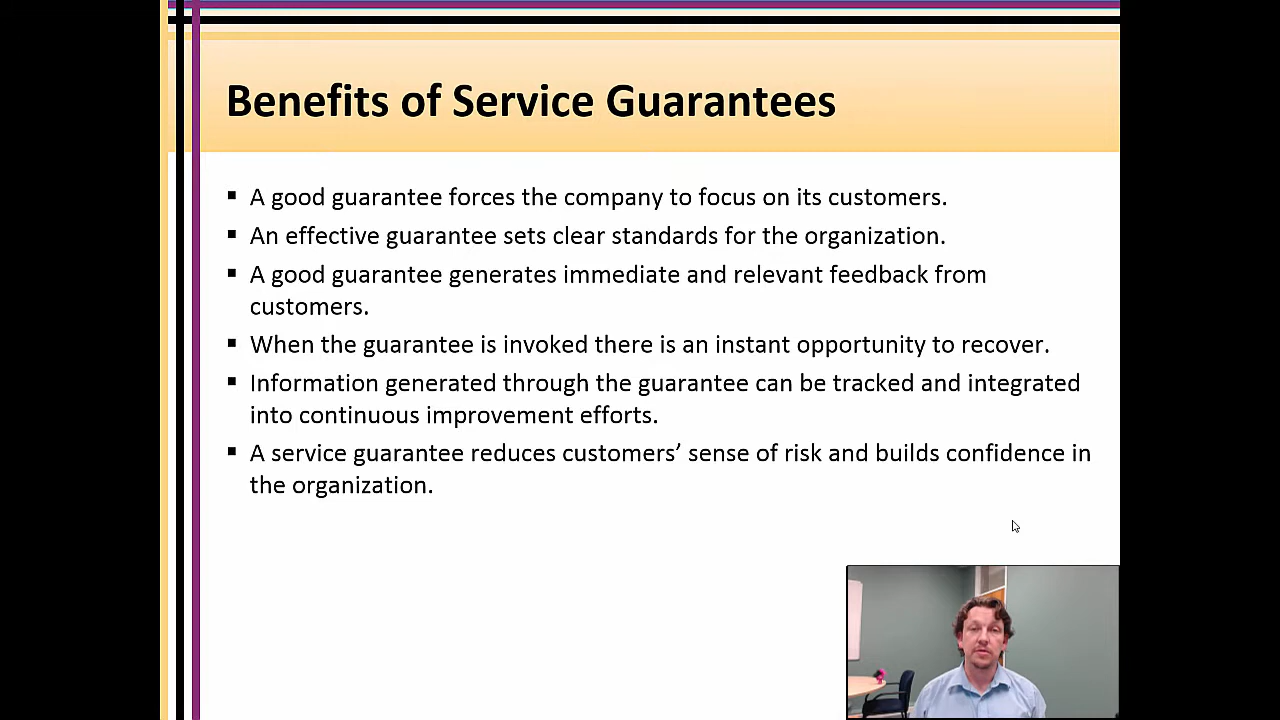 Benefits of Service Guarantees
▪ A good guarantee forces the company to focus on its customers.
▪ An effective guarantee sets clear standards for the organization.
▪ A good guarantee generates immediate and relevant feedback from
customers.
▪ When the guarantee is invoked there is an instant opportunity to recover.
▪ Information generated through the guarantee can be tracked and integrated
into continuous improvement efforts.
▪ A service guarantee reduces customers’ sense of risk and builds confidence in
the organization.